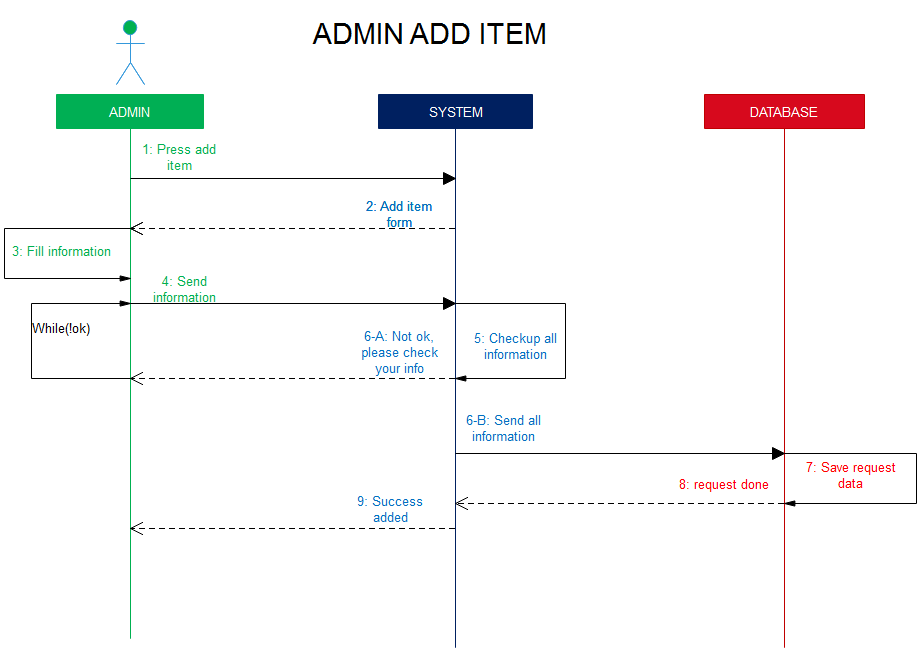 ADMIN ADD ITEM
ADMIN
SYSTEM
DATABASE
1: Press add
item
2: Add item
form
3: Fill information
4: Send
information
While(!ok)
6-A: Not ok,
please check
your info
5: Checkup all
information
6-B: Send all
information
7: Save request
data
8: request done
9: Success
added